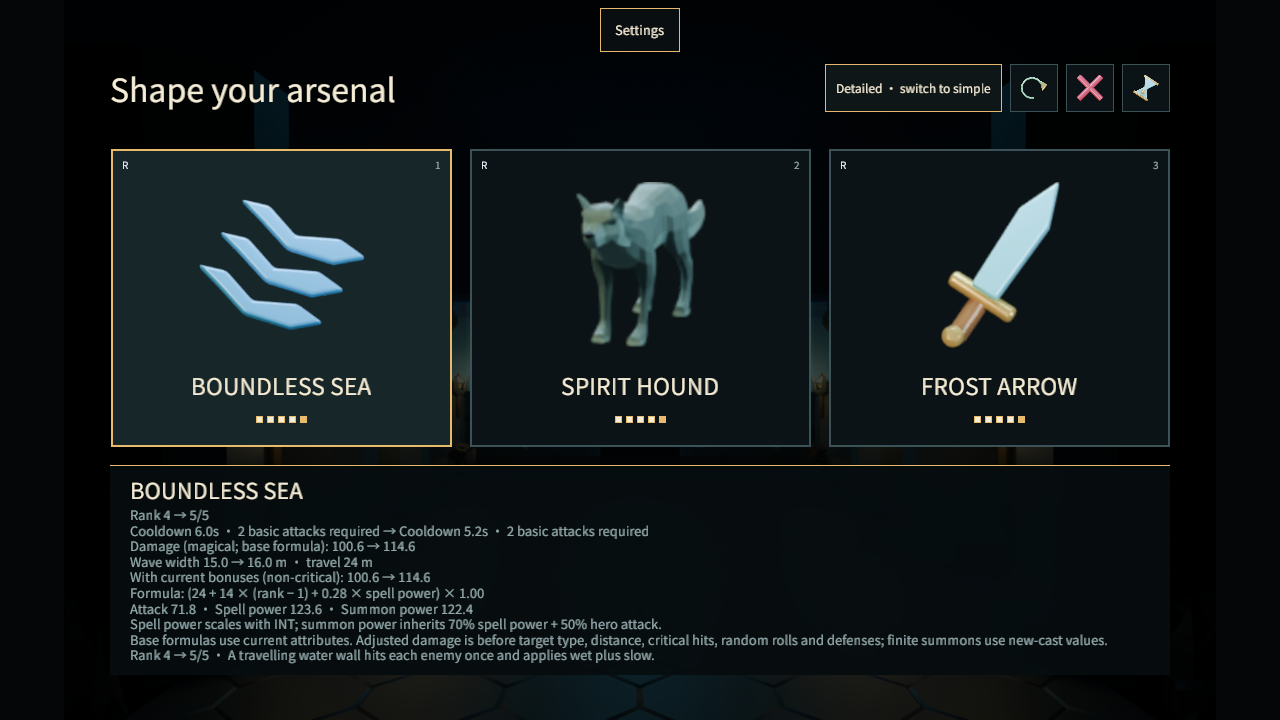 Settings
Shape your arsenal
Detailed • switch to simple
R 1
R 2
R 3
BOUNDLESS SEA
SPIRIT HOUND
FROST ARROW
BOUNDLESS SEA
Rank 4 → 5/5
Cooldown 6.0s • 2 basic attacks required → Cooldown 5.2s • 2 basic attacks required
Damage (magical; base formula): 100.6 → 114.6
Wave width 15.0 → 16.0 m • travel 24 m
With current bonuses (non-critical): 100.6 → 114.6
Formula: (24 + 14 × (rank − 1) + 0.28 × spell power) × 1.00
Attack 71.8 • Spell power 123.6 • Summon power 122.4
Spell power scales with INT; summon power inherits 70% spell power + 50% hero attack.
Base formulas use current attributes. Adjusted damage is before target type, distance, critical hits, random rolls and defenses; finite summons use new-cast values.
Rank 4 → 5/5 • A travelling water wall hits each enemy once and applies wet plus slow.